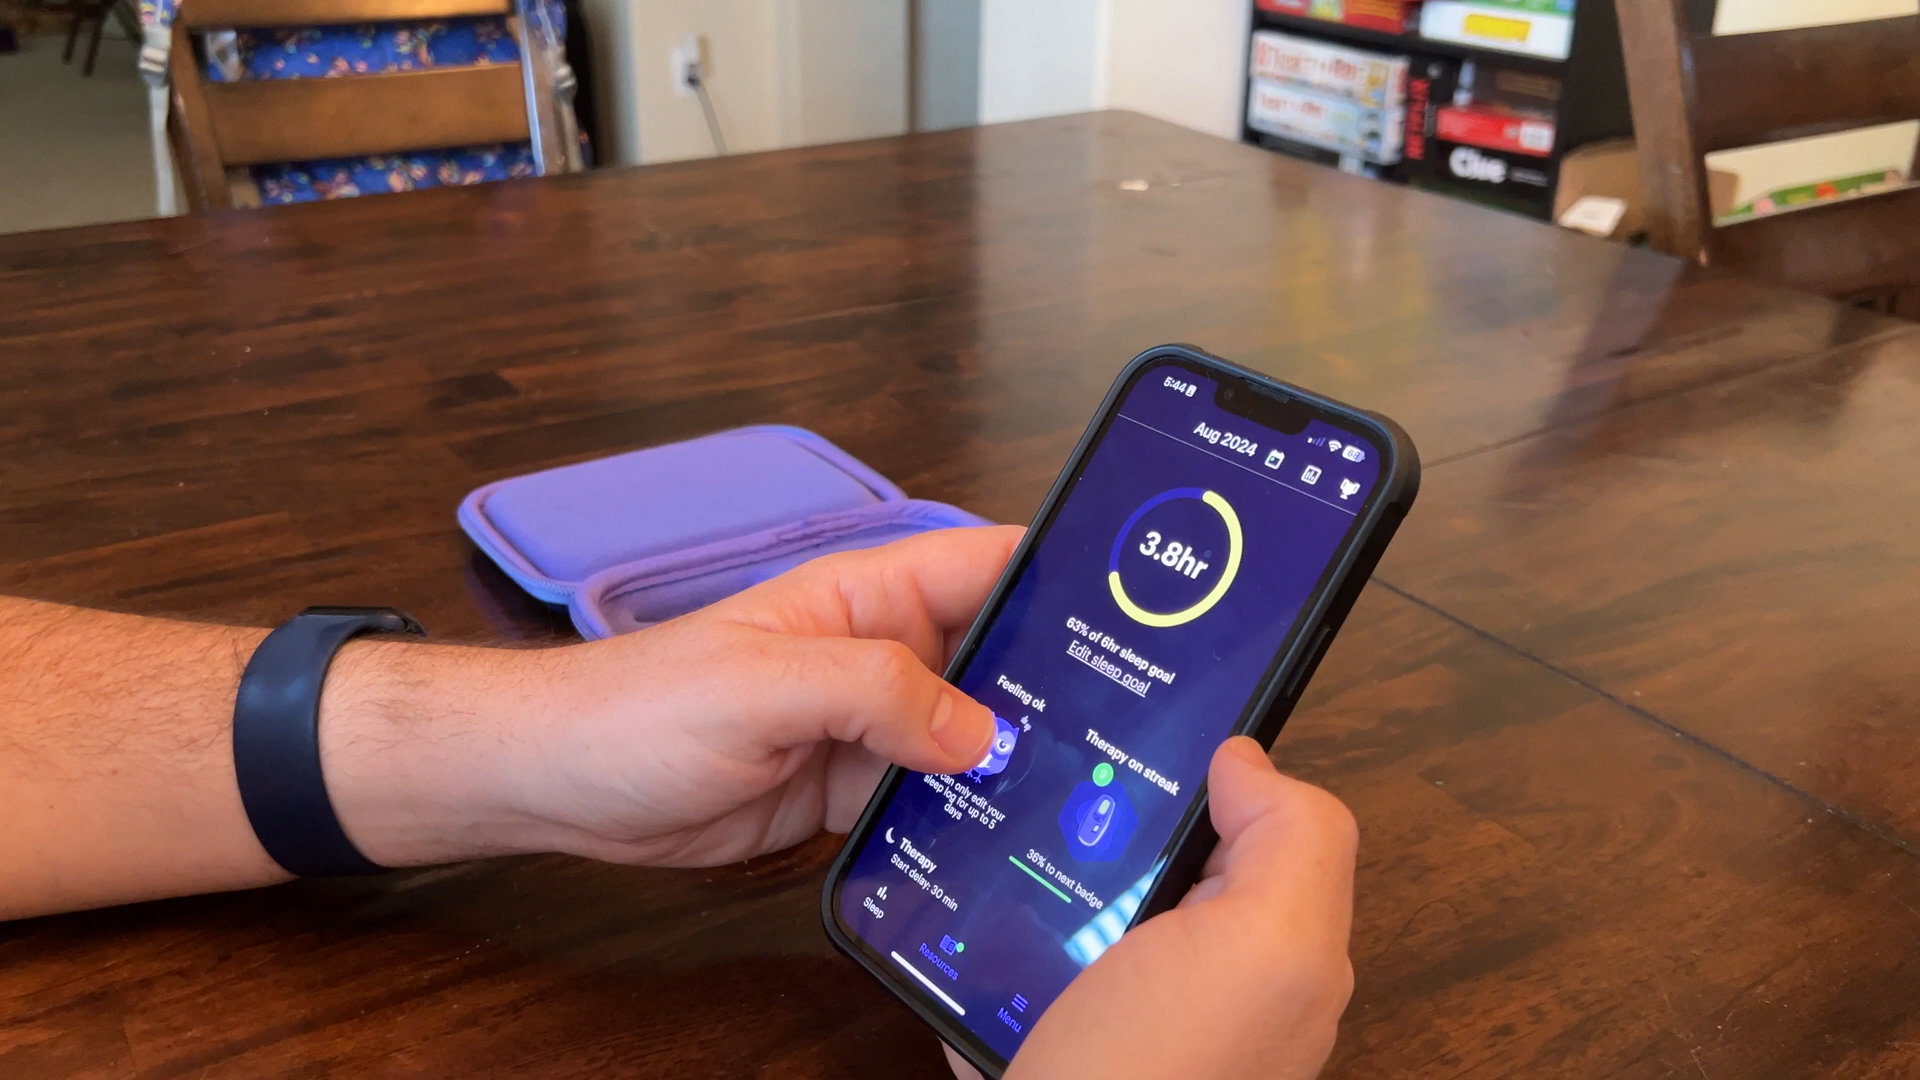 Clue
5:44
68
Aug 2024
3.8hr
63% of 6hr sleep goal
Edit sleep goal
Feeling ok
can only edit your
sleep log for up to 5
days
Therapy on streak
9
36% to next badge
Therapy
Start delay: 30 min
Sleep
Resources
Menu